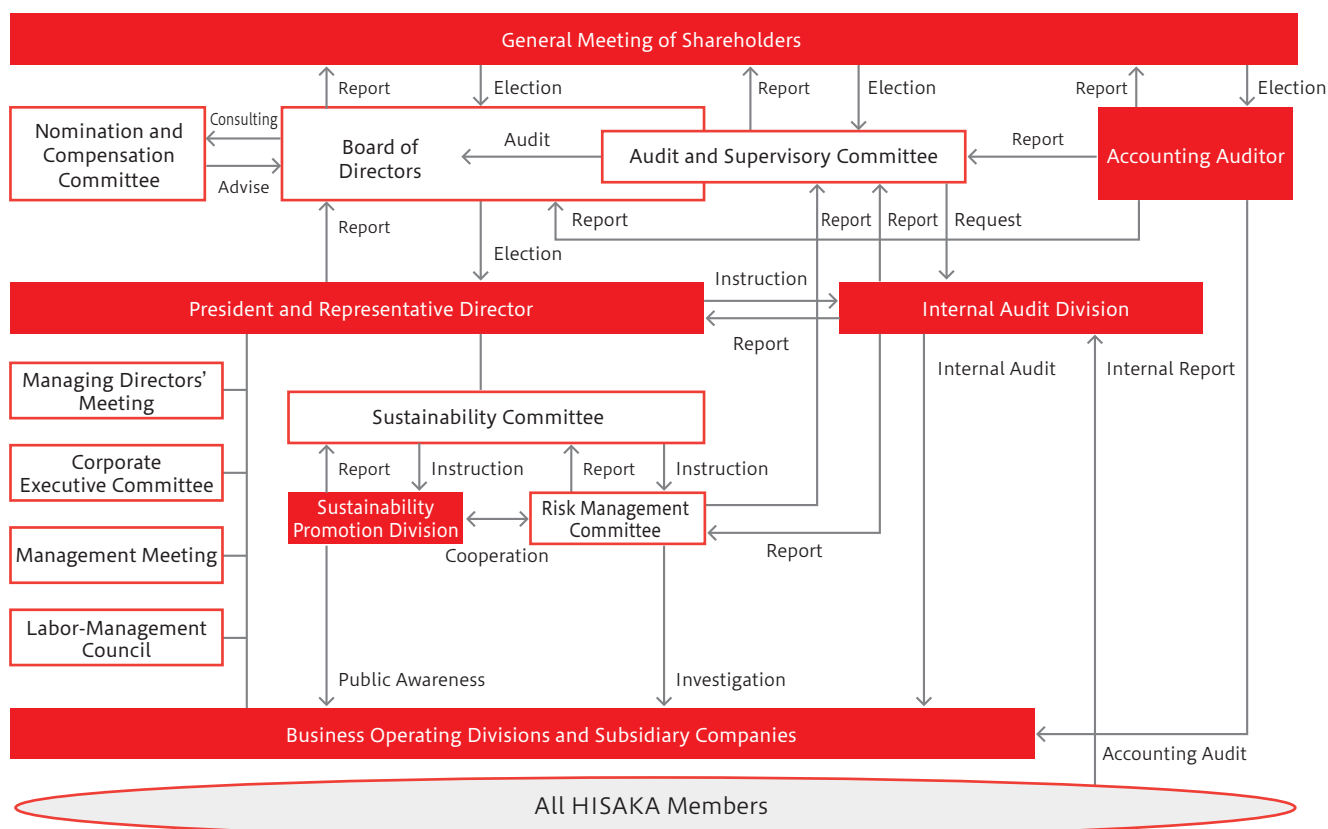 General Meeting of Shareholders
Report
Election
Report
Election
Report
Election
Nomination and
Compensation
Committee
Consulting
Advise
Board of
Directors
Audit
Audit and Supervisory Committee
Report
Accounting Auditor
Report
Election
Report
Report
Report
Request
President and Representative Director
Instruction
Report
Internal Audit Division
Managing Directors’
Meeting
Corporate
Executive Committee
Management Meeting
Labor-Management
Council
Sustainability Committee
Report
Instruction
Report
Instruction
Sustainability
Promotion Division
Cooperation
Risk Management
Committee
Report
Internal Audit
Internal Report
Public Awareness
Investigation
Business Operating Divisions and Subsidiary Companies
Accounting Audit
All HISAKA Members